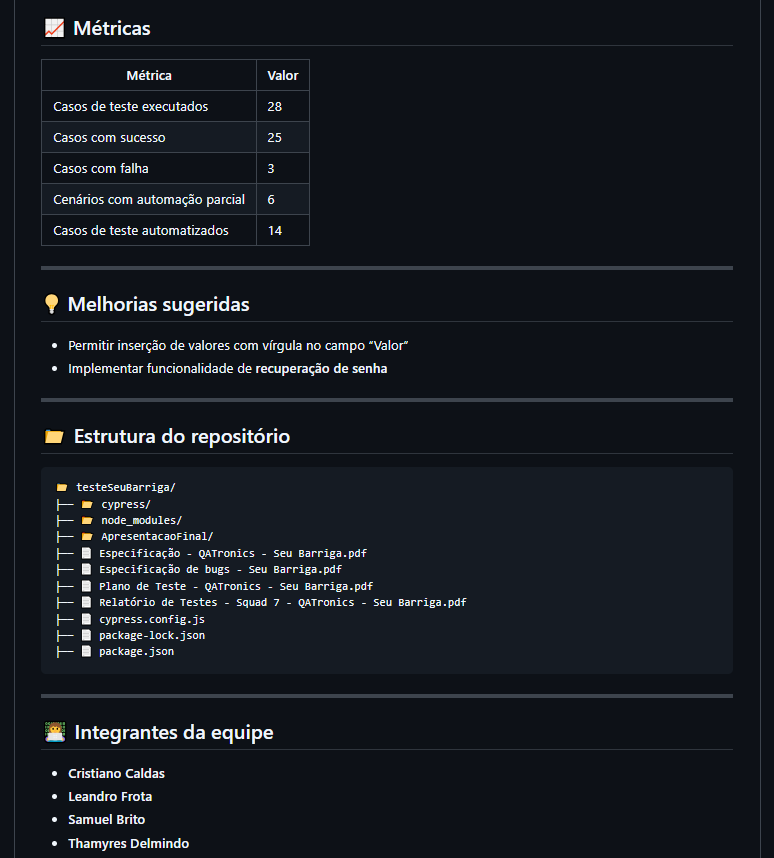 📈 Métricas
Métrica Valor
Casos de teste executados 28
Casos com sucesso 25
Casos com falha 3
Cenários com automação parcial 6
Casos de teste automatizados 14
💡 Melhorias sugeridas
• Permitir inserção de valores com vírgula no campo “Valor”
• Implementar funcionalidade de recuperação de senha
📂 Estrutura do repositório
📂 testeSeuBarriga/
├── 📂 cypress/
├── 📂 node_modules/
├── 📂 ApresentacaoFinal/
├── 📄 Especificação - QATronics - Seu Barriga.pdf
├── 📄 Especificação de bugs - Seu Barriga.pdf
├── 📄 Plano de Teste - QATronics - Seu Barriga.pdf
├── 📄 Relatório de Testes - Squad 7 - QATronics - Seu Barriga.pdf
├── 📄 cypress.config.js
├── 📄 package-lock.json
├── 📄 package.json
👨‍💻 Integrantes da equipe
• Cristiano Caldas
• Leandro Frota
• Samuel Brito
• Thamyres Delmindo